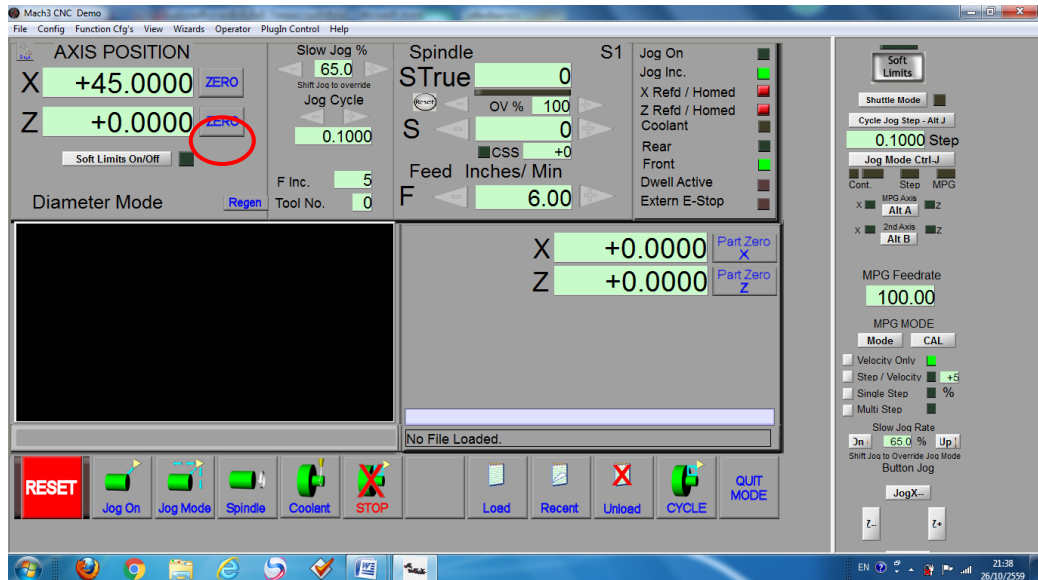 Mach3 CNC Demo
File Config Function Cfg's View Wizards Operator PlugIn Control Help
AXIS POSITION
X +45.0000 ZERO
Z +0.0000 ZERO
Soft Limits On/Off
Diameter Mode Regen
Slow Jog %
65.0
Shift Jog to override
Jog Cycle
0.1000
F Inc. 5
Tool No. 0
Spindle S1
STrue 0
Reset OV % 100
S 0
CSS +0
Feed Inches/ Min
F 6.00
Jog On
Jog Inc.
X Refd / Homed
Z Refd / Homed
Coolant
Rear
Front
Dwell Active
Extern E-Stop
X +0.0000 Part Zero X
Z +0.0000 Part Zero Z
No File Loaded.
RESET
Jog On
Jog Mode
Spindle
Coolant
STOP
Load
Recent
Unload
CYCLE
QUIT MODE
Soft
Limits
Shuttle Mode
Cycle Jog Step - Alt J
0.1000 Step
Jog Mode Ctrl-J
Cont. Step MPG
MPG Axis
X Alt A Z
2nd Axis
X Alt B Z
MPG Feedrate
100.00
MPG MODE
Mode CAL
Velocity Only
Step / Velocity +5
Single Step %
Multi Step
Slow Jog Rate
65.0 % Up
Shift Jog to Override Jog Mode
Button Jog
JogX--
Z-- Z+
EN 21:38
26/10/2559